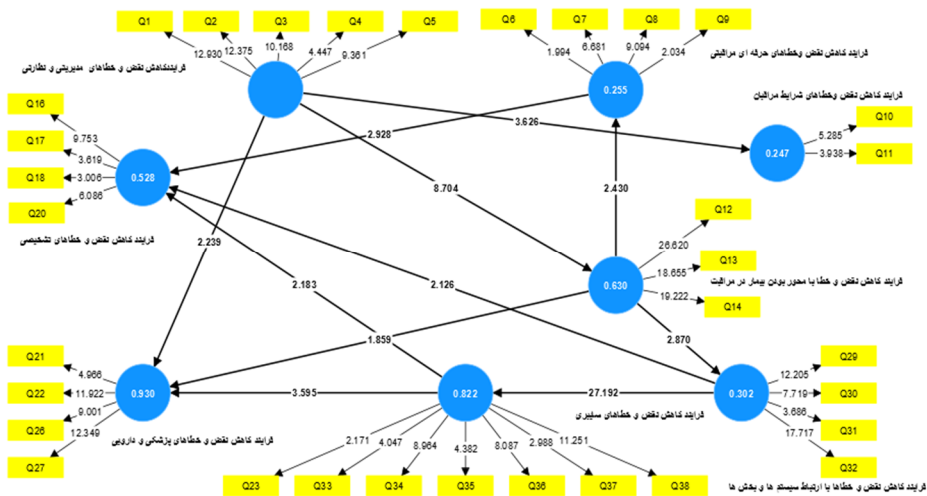 Q1 Q2 Q3 Q4 Q5 Q6 Q7 Q8 Q9
12.930 12.375 10.168 4.447 9.361 1.994 6.681 9.094 2.034
فرایندکاهش نقض و خطاهای مدیریتی و نظارتی
فرایند کاهش نقض وخطاهای حرفه ای مراقبتی
0.255
فرایند کاهش نقض وخطاهای شرایط مراقبان
Q16 Q10
9.753 5.285
Q17 Q11
3.619 3.938
Q18
3.006
Q20
6.086
0.528 0.247
2.928 3.626
فرایند کاهش نقض و خطاهای تشخیصی
8.704 2.430
2.239 2.183 2.126
Q12
26.620
Q13
18.655
Q14
19.222
0.630
فرایند کاهش نقض و خطا با محور بودن بیمار در مراقبت
1.859 2.870
Q21 Q29
4.966 12.205
Q22 Q30
11.922 7.719
Q26 Q31
9.001 3.686
Q27 Q32
12.349 17.717
0.930 3.595 0.822 27.192 0.302
فرایند کاهش نقض و خطاهای پزشکی و دارویی
فرایند کاهش نقض و خطاهای سایبری
2.171 4.047 8.964 4.382 8.087 2.988 11.251
Q23 Q33 Q34 Q35 Q36 Q37 Q38
فرایند کاهش نقض و خطاها با ارتباط سیستم ها و بخش ها